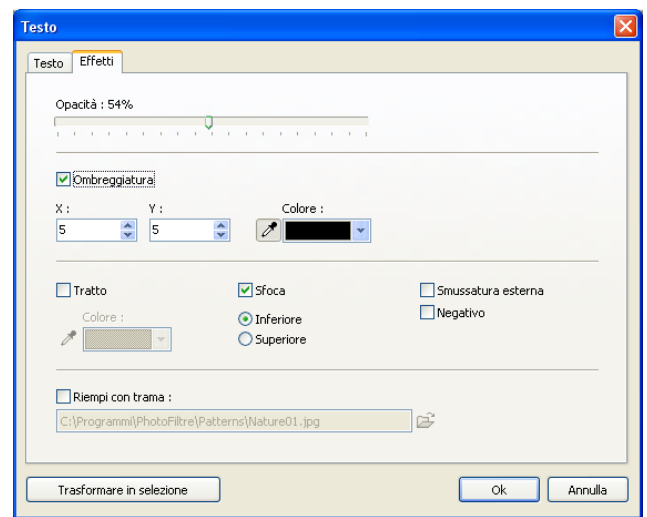 Testo
Testo Effetti
Opacità : 54%
Ombreggiatura
X : Y : Colore :
5 5
Tratto Sfoca Smussatura esterna
Colore : Inferiore Negativo
Superiore
Riempi con trama :
C:\Programmi\PhotoFiltre\Patterns\Nature01.jpg
Trasformare in selezione Ok Annulla